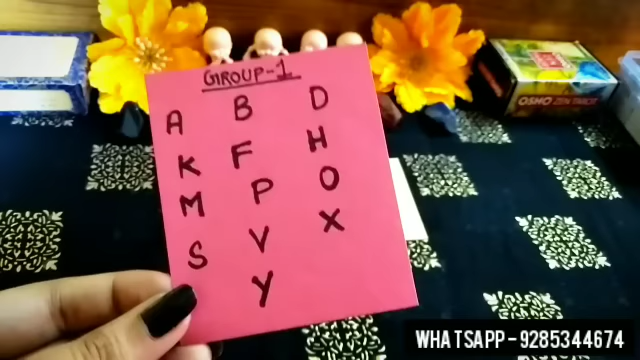 GROUP-1
A B D
K F H
M P O
S V X
Y
OSHO ZEN TAROT
WHATSAPP-9285344674